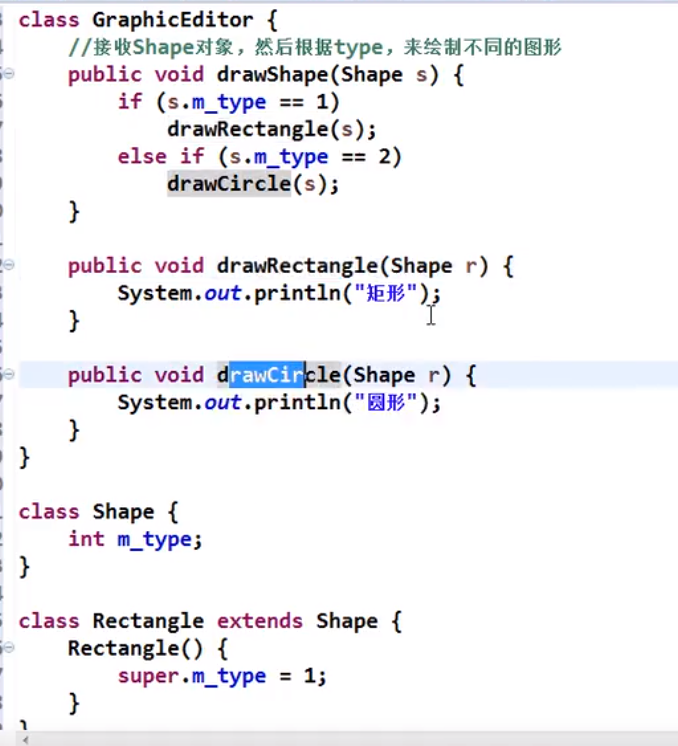 class GraphicEditor {
//接收Shape对象，然后根据type，来绘制不同的图形
public void drawShape(Shape s) {
if (s.m_type == 1)
drawRectangle(s);
else if (s.m_type == 2)
drawCircle(s);
}
public void drawRectangle(Shape r) {
System.out.println("矩形");
}
public void drawCircle(Shape r) {
System.out.println("圆形");
}
}
class Shape {
int m_type;
}
class Rectangle extends Shape {
Rectangle() {
super.m_type = 1;
}
}